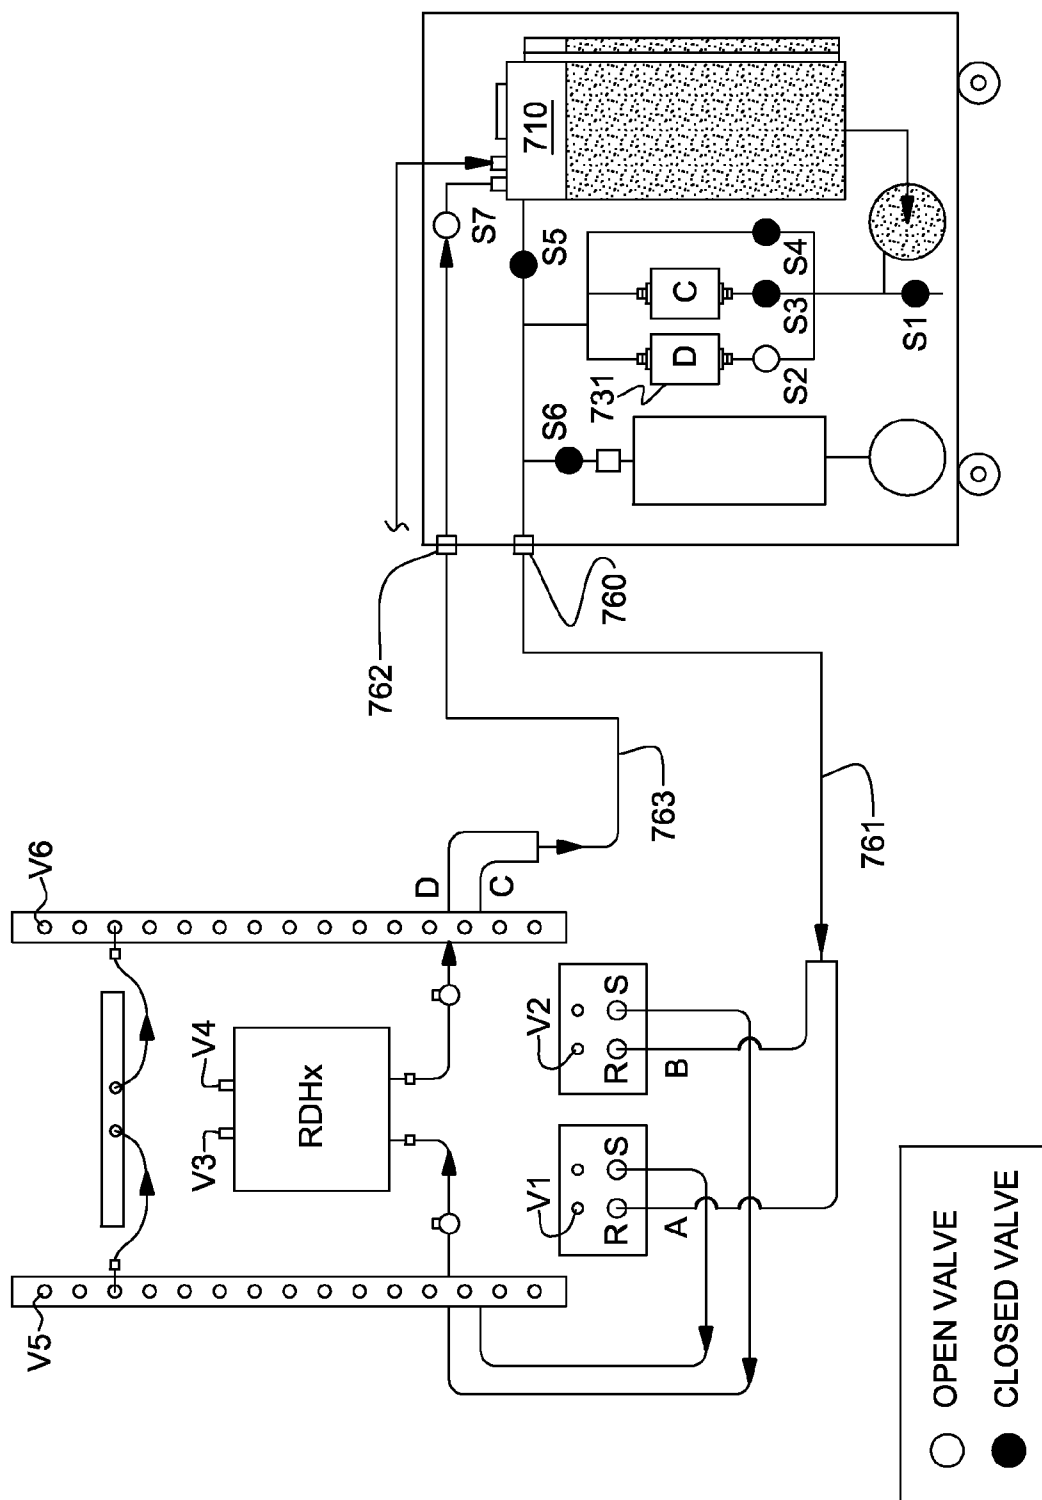 V5
V6
V3
V4
RDHx
D
C
V1
R
S
A
V2
R
S
B
763
761
762
760
S7
710
S5
S6
731
D
C
S4
S3
S2
S1
OPEN VALVE
CLOSED VALVE